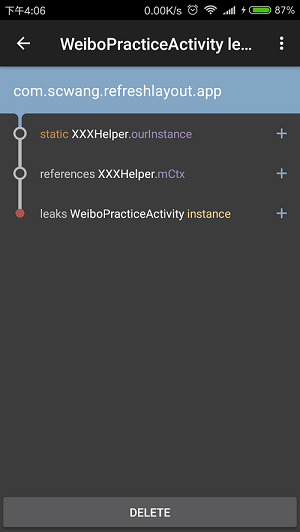 下午4:06
0.00K/s
87%
WeiboPracticeActivity le...
com.scwang.refreshlayout.app
static XXXHelper.ourInstance
references XXXHelper.mCtx
leaks WeiboPracticeActivity instance
DELETE